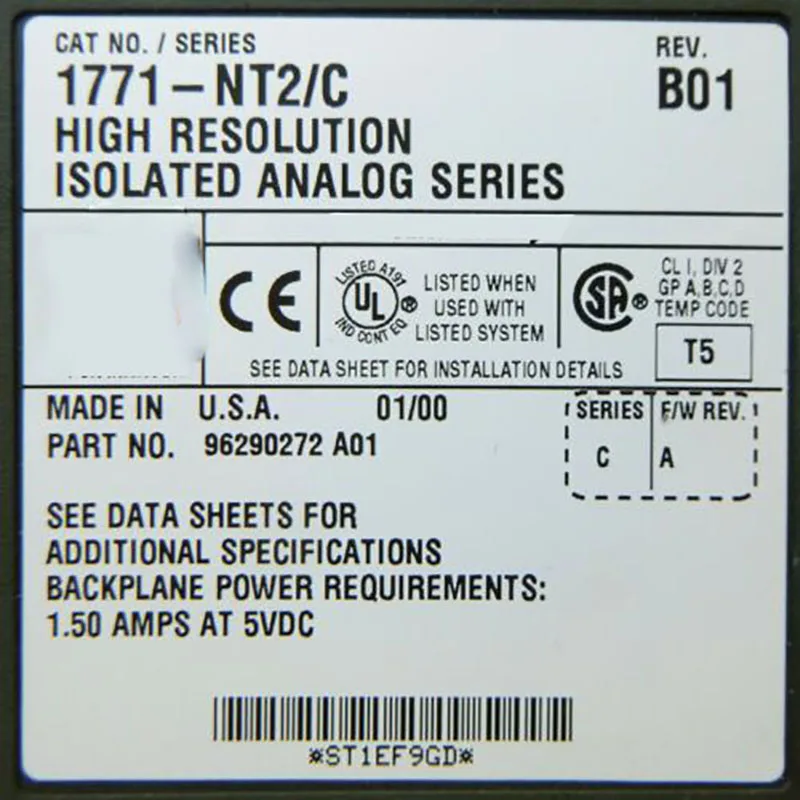 CAT NO. / SERIES
REV.
1771-NT2/C
B01
HIGH RESOLUTION
ISOLATED ANALOG SERIES
CE
LISTED A197
UL ®
IND CONT EQ
LISTED WHEN
USED WITH
LISTED SYSTEM
SA ®
CL I, DIV 2
GP A,B,C,D
TEMP CODE
T5
SEE DATA SHEET FOR INSTALLATION DETAILS
MADE IN U.S.A. 01/00
PART NO. 96290272 A01
SERIES F/W REV.
C A
SEE DATA SHEETS FOR
ADDITIONAL SPECIFICATIONS
BACKPLANE POWER REQUIREMENTS:
1.50 AMPS AT 5VDC
*ST1EF9GD*